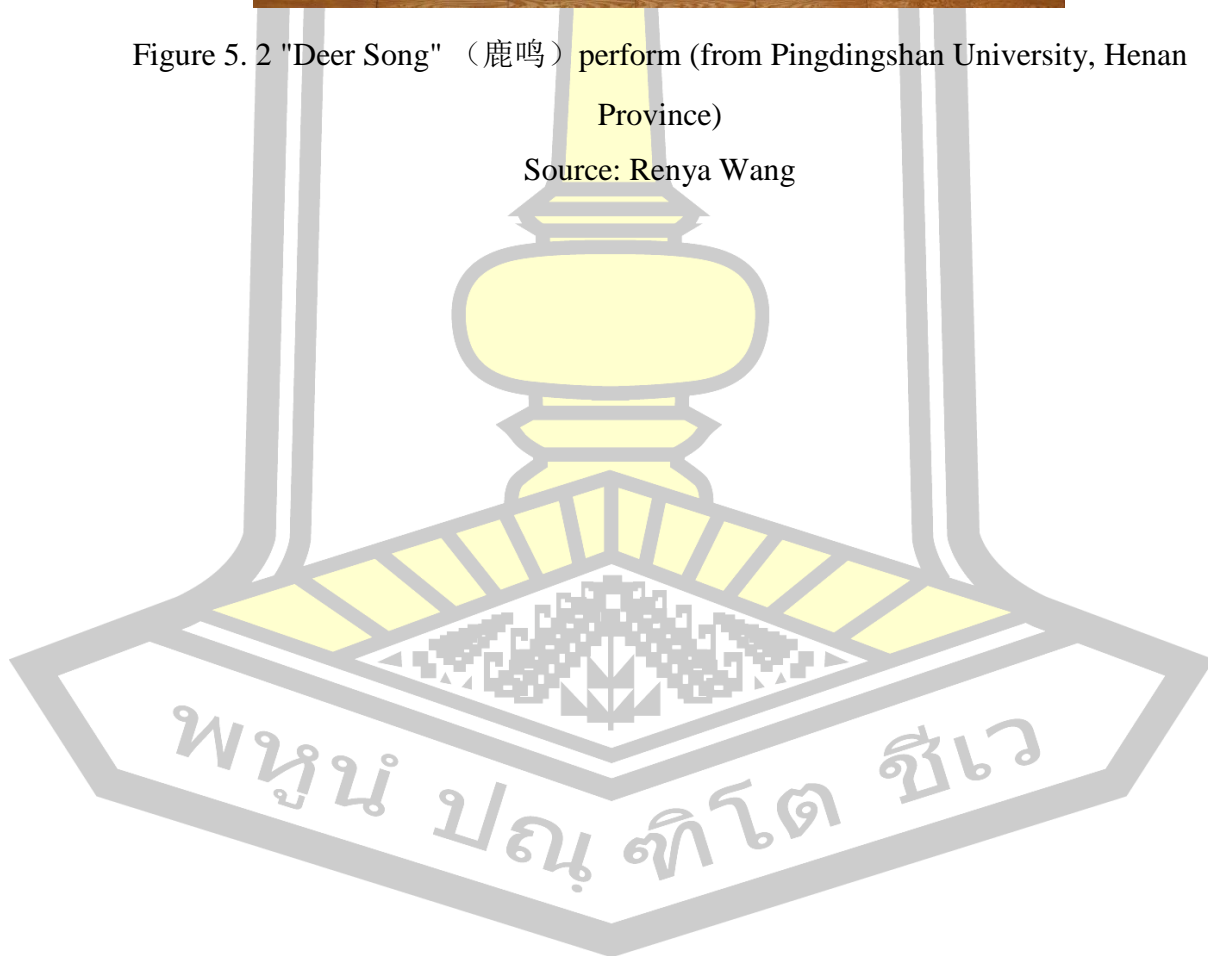 Figure 5. 2 "Deer Song" （鹿鸣）perform (from Pingdingshan University, Henan
Province)
Source: Renya Wang
พหูนํ ปณฺฑิโต ชีเว